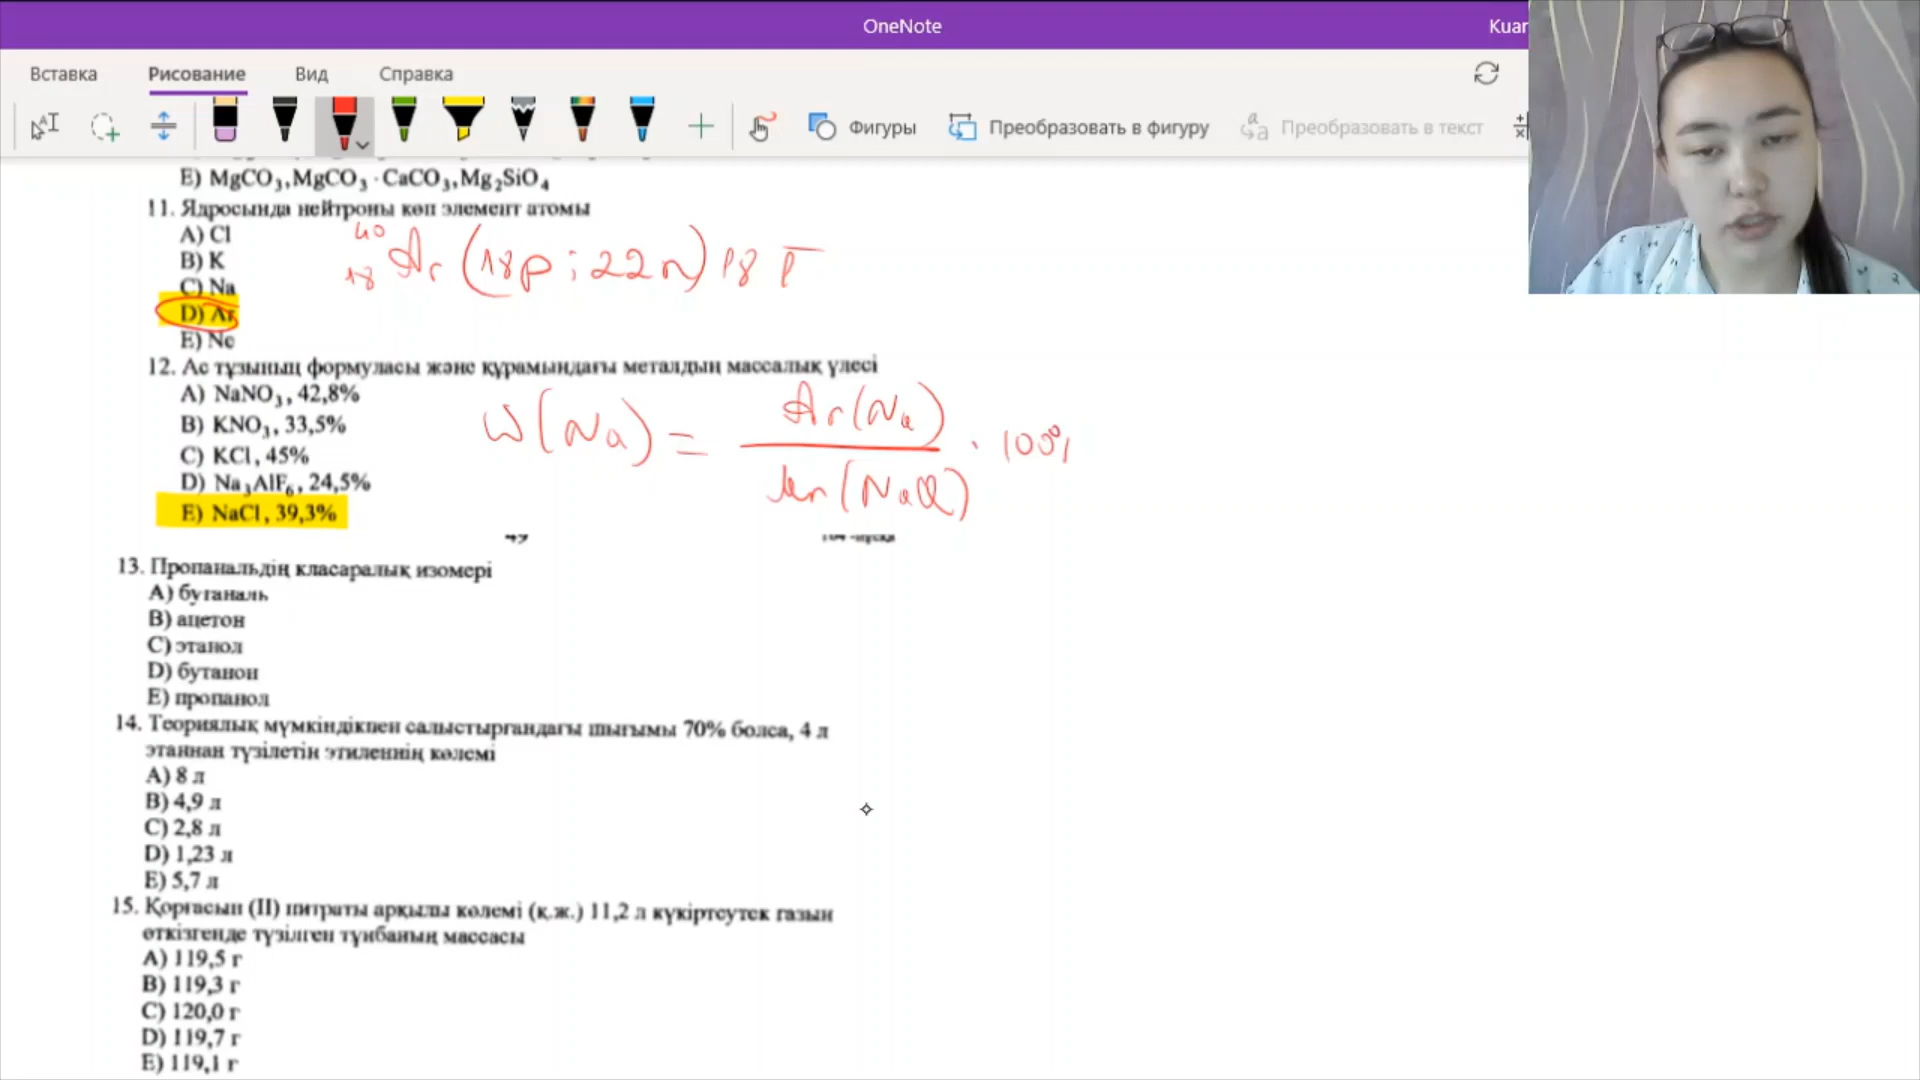 OneNote
Kuar
Вставка
Рисование
Вид
Справка
Фигуры
Преобразовать в фигуру
Преобразовать в текст
E) MgCO₃,MgCO₃ · CaCO₃,Mg₂SiO₄
11. Ядросында нейтроны көп элемент атомы
A) Cl
B) K
C) Na
D) Ar
E) Ne
⁴⁰₁₈Ar (18p; 22n) 18 e̅
12. Ас тұзының формуласы және құрамындағы металдың массалық үлесі
A) NaNO₃, 42,8%
B) KNO₃, 33,5%
C) KCl, 45%
D) Na₃AlF₆, 24,5%
E) NaCl, 39,3%
W(Na) = Ar(Na) / Mr(NaCl) · 100%
49
13. Пропанальдің класаралық изомері
A) бутаналь
B) ацетон
C) этанол
D) бутанон
E) пропанол
14. Теориялық мүмкіндікпен салыстырғандағы шығымы 70% болса, 4 л
этаннан түзілетін этиленнің көлемі
A) 8 л
B) 4,9 л
C) 2,8 л
D) 1,23 л
E) 5,7 л
15. Қорғасын (II) нитраты арқылы көлемі (қ.ж.) 11,2 л күкіртсутек газын
өткізгенде түзілген тұнбаның массасы
A) 119,5 г
B) 119,3 г
C) 120,0 г
D) 119,7 г
E) 119,1 г